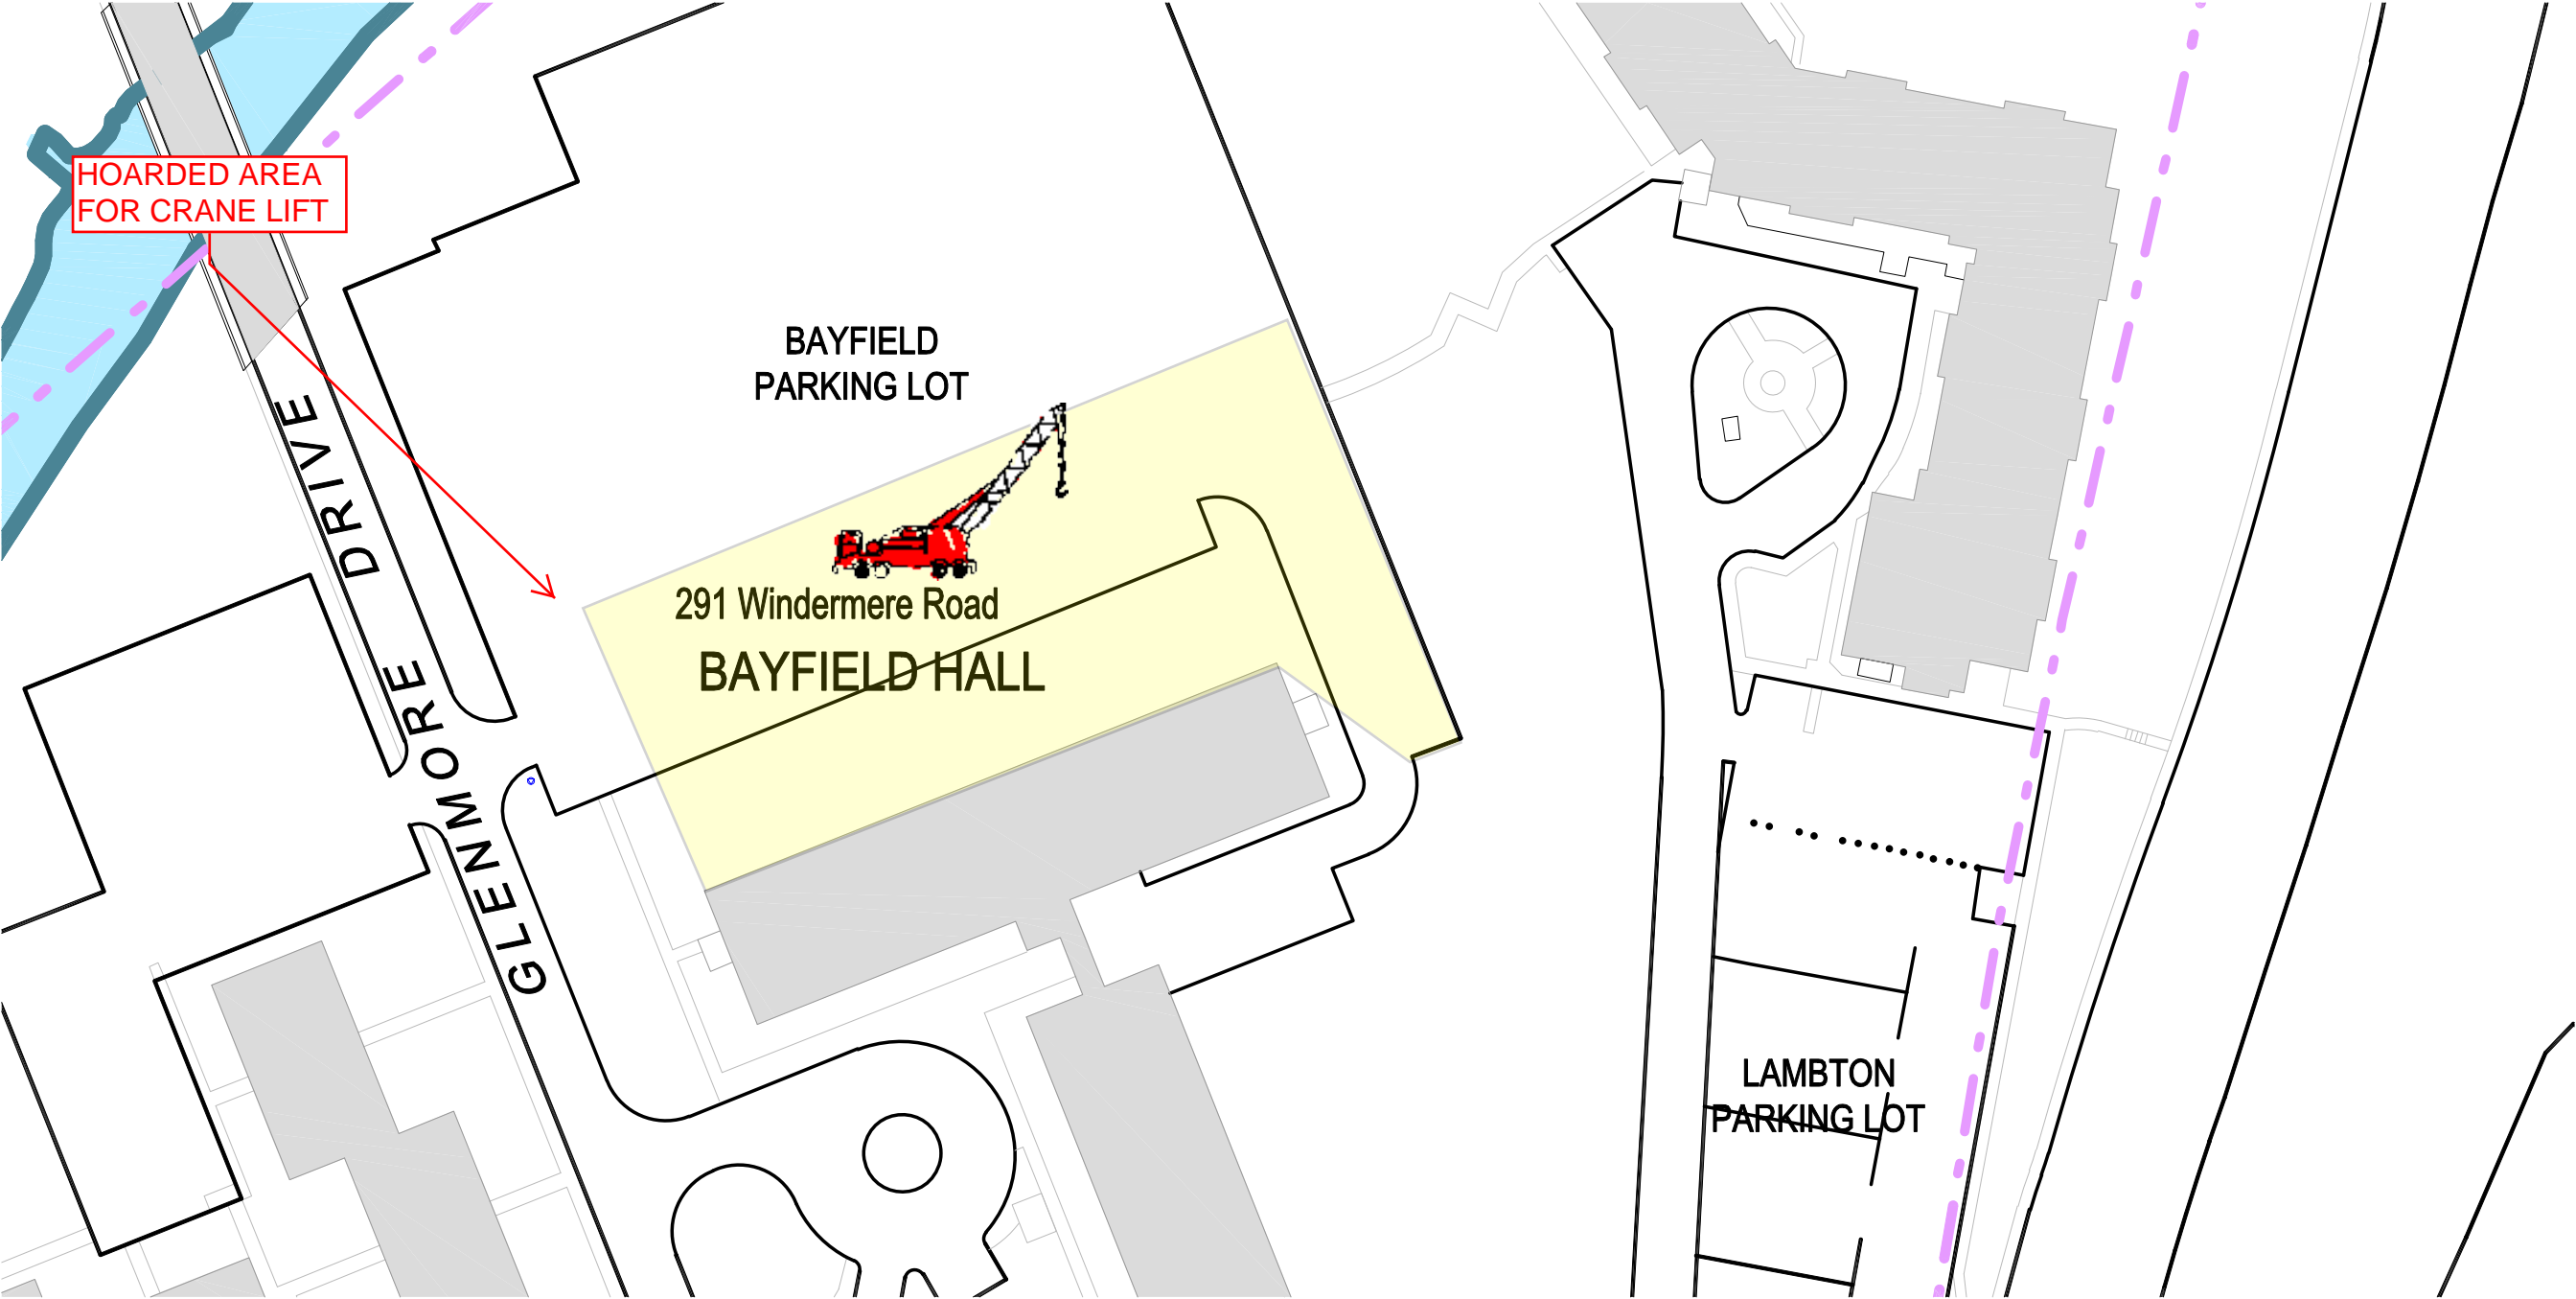 HOARDED AREA
FOR CRANE LIFT
BAYFIELD
PARKING LOT
GLENMORE DRIVE
291 Windermere Road
BAYFIELD HALL
LAMBTON
PARKING LOT